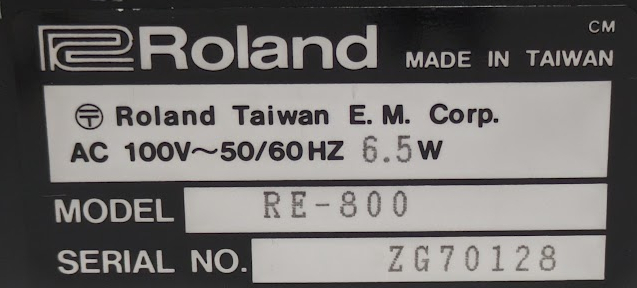 Roland MADE IN TAIWAN CM
〒 Roland Taiwan E. M. Corp.
AC 100V～50/60HZ 6.5W
MODEL RE-800
SERIAL NO. ZG70128